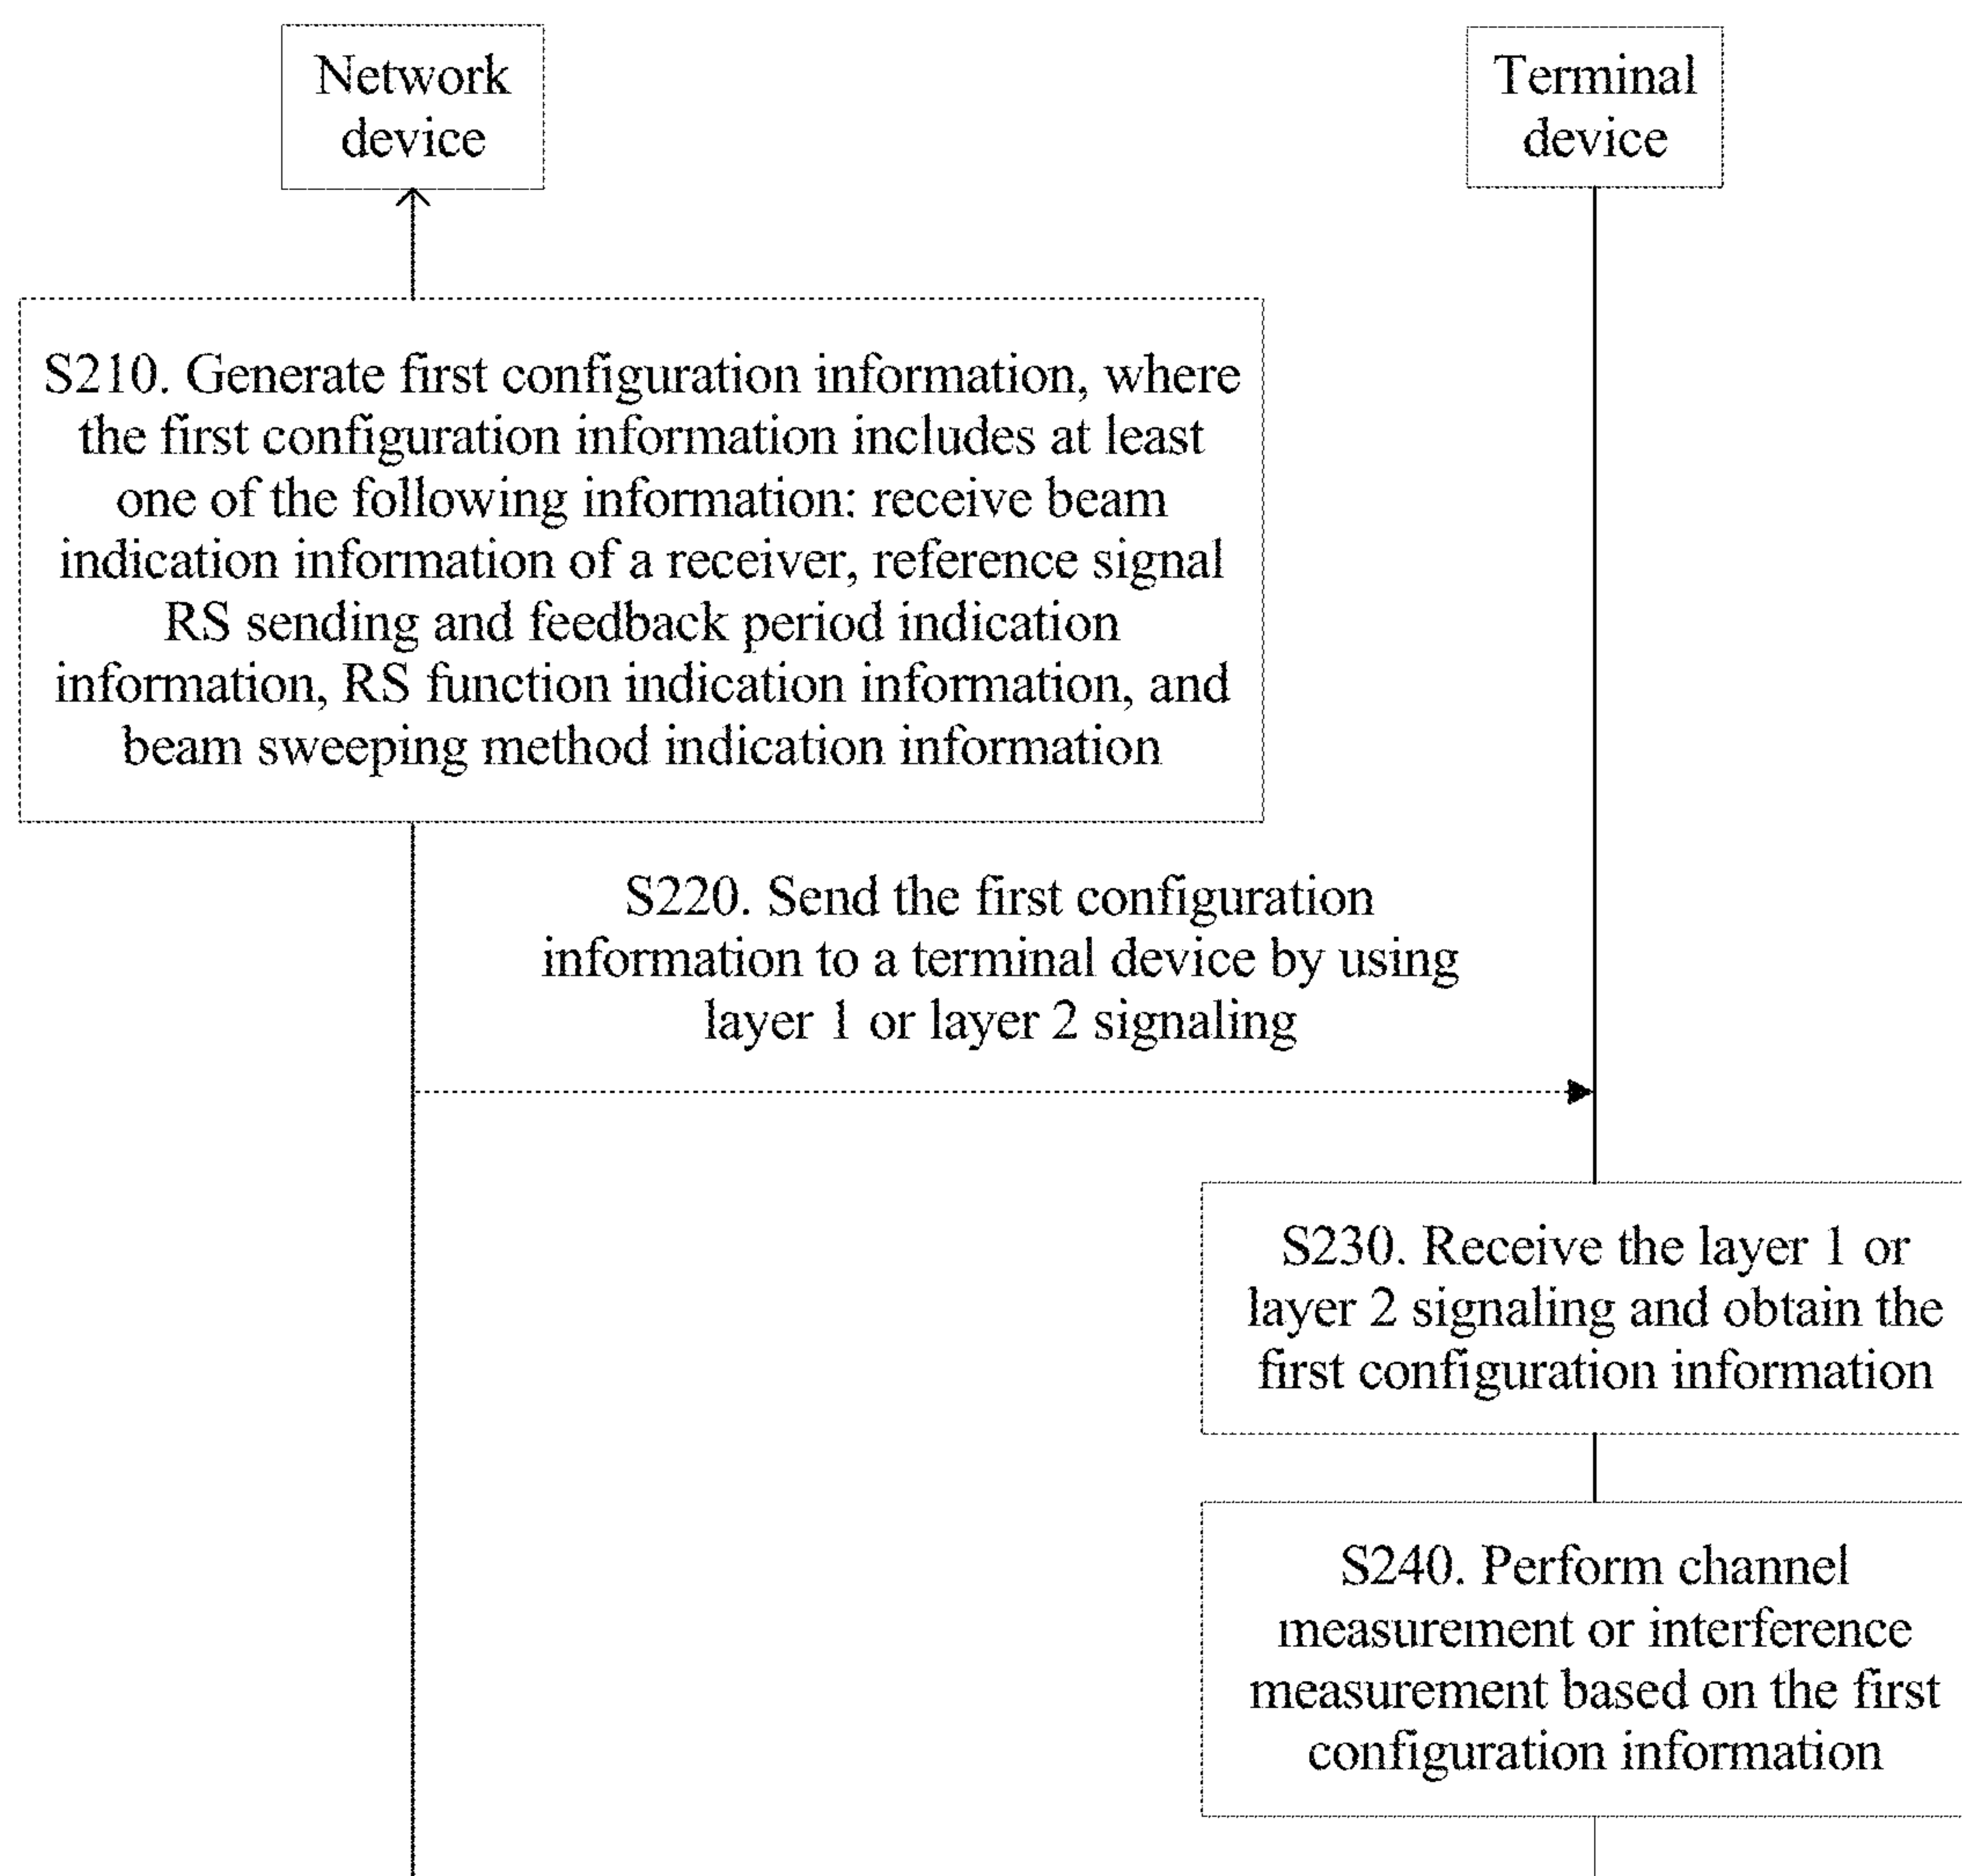 Network
device
Terminal
device
S210. Generate first configuration information, where
the first configuration information includes at least
one of the following information: receive beam
indication information of a receiver, reference signal
RS sending and feedback period indication
information, RS function indication information, and
beam sweeping method indication information
S220. Send the first configuration
information to a terminal device by using
layer 1 or layer 2 signaling
S230. Receive the layer 1 or
layer 2 signaling and obtain the
first configuration information
S240. Perform channel
measurement or interference
measurement based on the first
configuration information